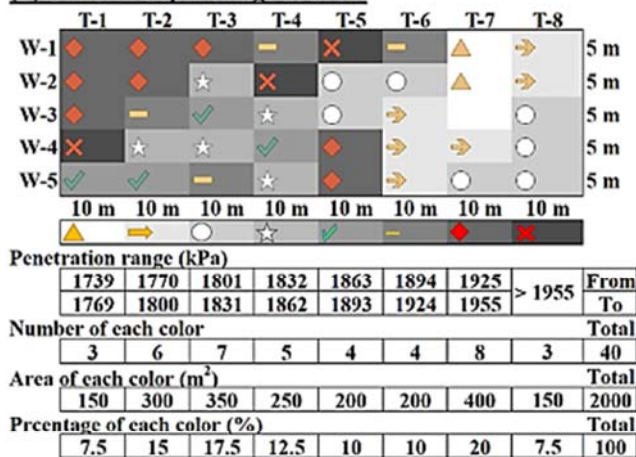 T-1 T-2 T-3 T-4 T-5 T-6 T-7 T-8
W-1 5 m
W-2 5 m
W-3 5 m
W-4 5 m
W-5 5 m
10 m 10 m 10 m 10 m 10 m 10 m 10 m 10 m
Penetration range (kPa)
1739 1770 1801 1832 1863 1894 1925 > 1955 From
1769 1800 1831 1862 1893 1924 1955 To
Number of each color Total
3 6 7 5 4 4 8 3 40
Area of each color (m²) Total
150 300 350 250 200 200 400 150 2000
Prcentage of each color (%) Total
7.5 15 17.5 12.5 10 10 20 7.5 100